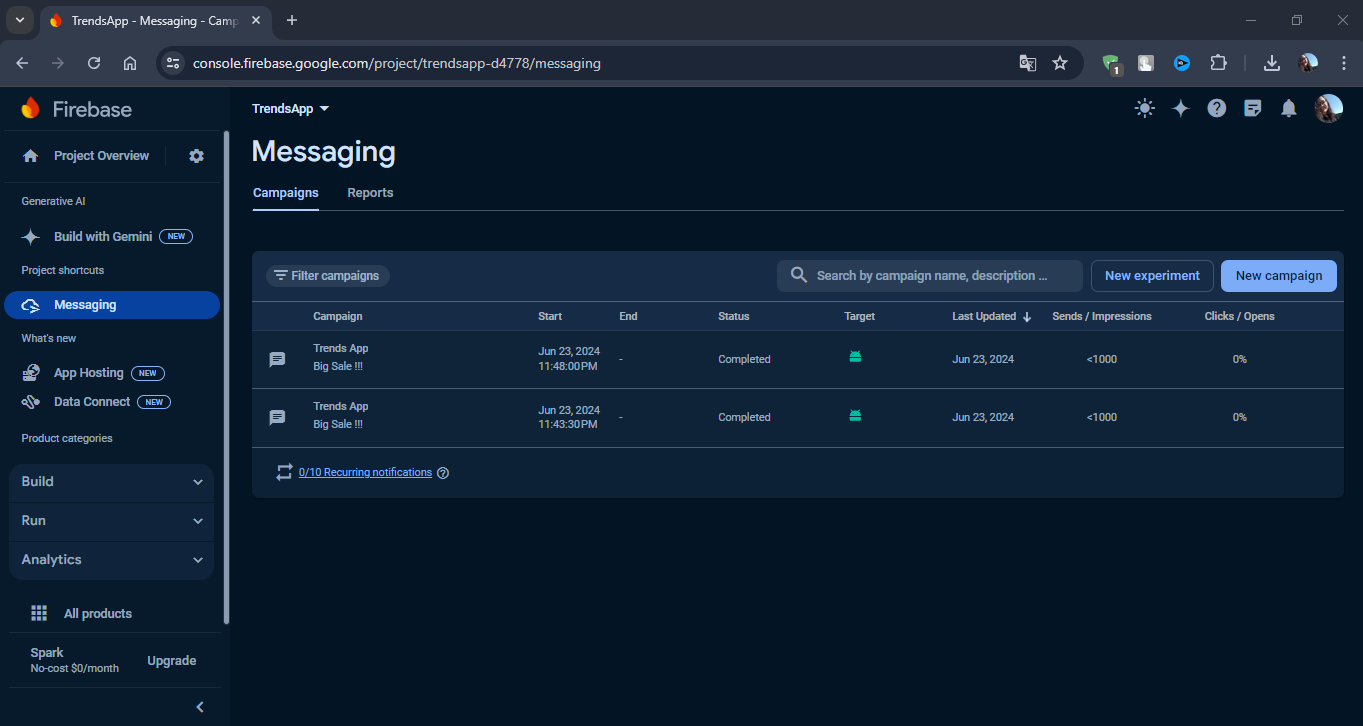 TrendsApp - Messaging - Camp
console.firebase.google.com/project/trendsapp-d4778/messaging
1
Firebase
Project Overview
Generative AI
Build with Gemini NEW
Project shortcuts
Messaging
What's new
App Hosting NEW
Data Connect NEW
Product categories
Build
Run
Analytics
All products
Spark
No-cost $0/month
Upgrade
TrendsApp
Messaging
Campaigns Reports
Filter campaigns Search by campaign name, description ... New experiment New campaign
Campaign Start End Status Target Last Updated Sends / Impressions Clicks / Opens
Trends App
Big Sale !!!
Jun 23, 2024
11:48:00 PM
- Completed Jun 23, 2024 <1000 0%
Trends App
Big Sale !!!
Jun 23, 2024
11:43:30 PM
- Completed Jun 23, 2024 <1000 0%
0/10 Recurring notifications